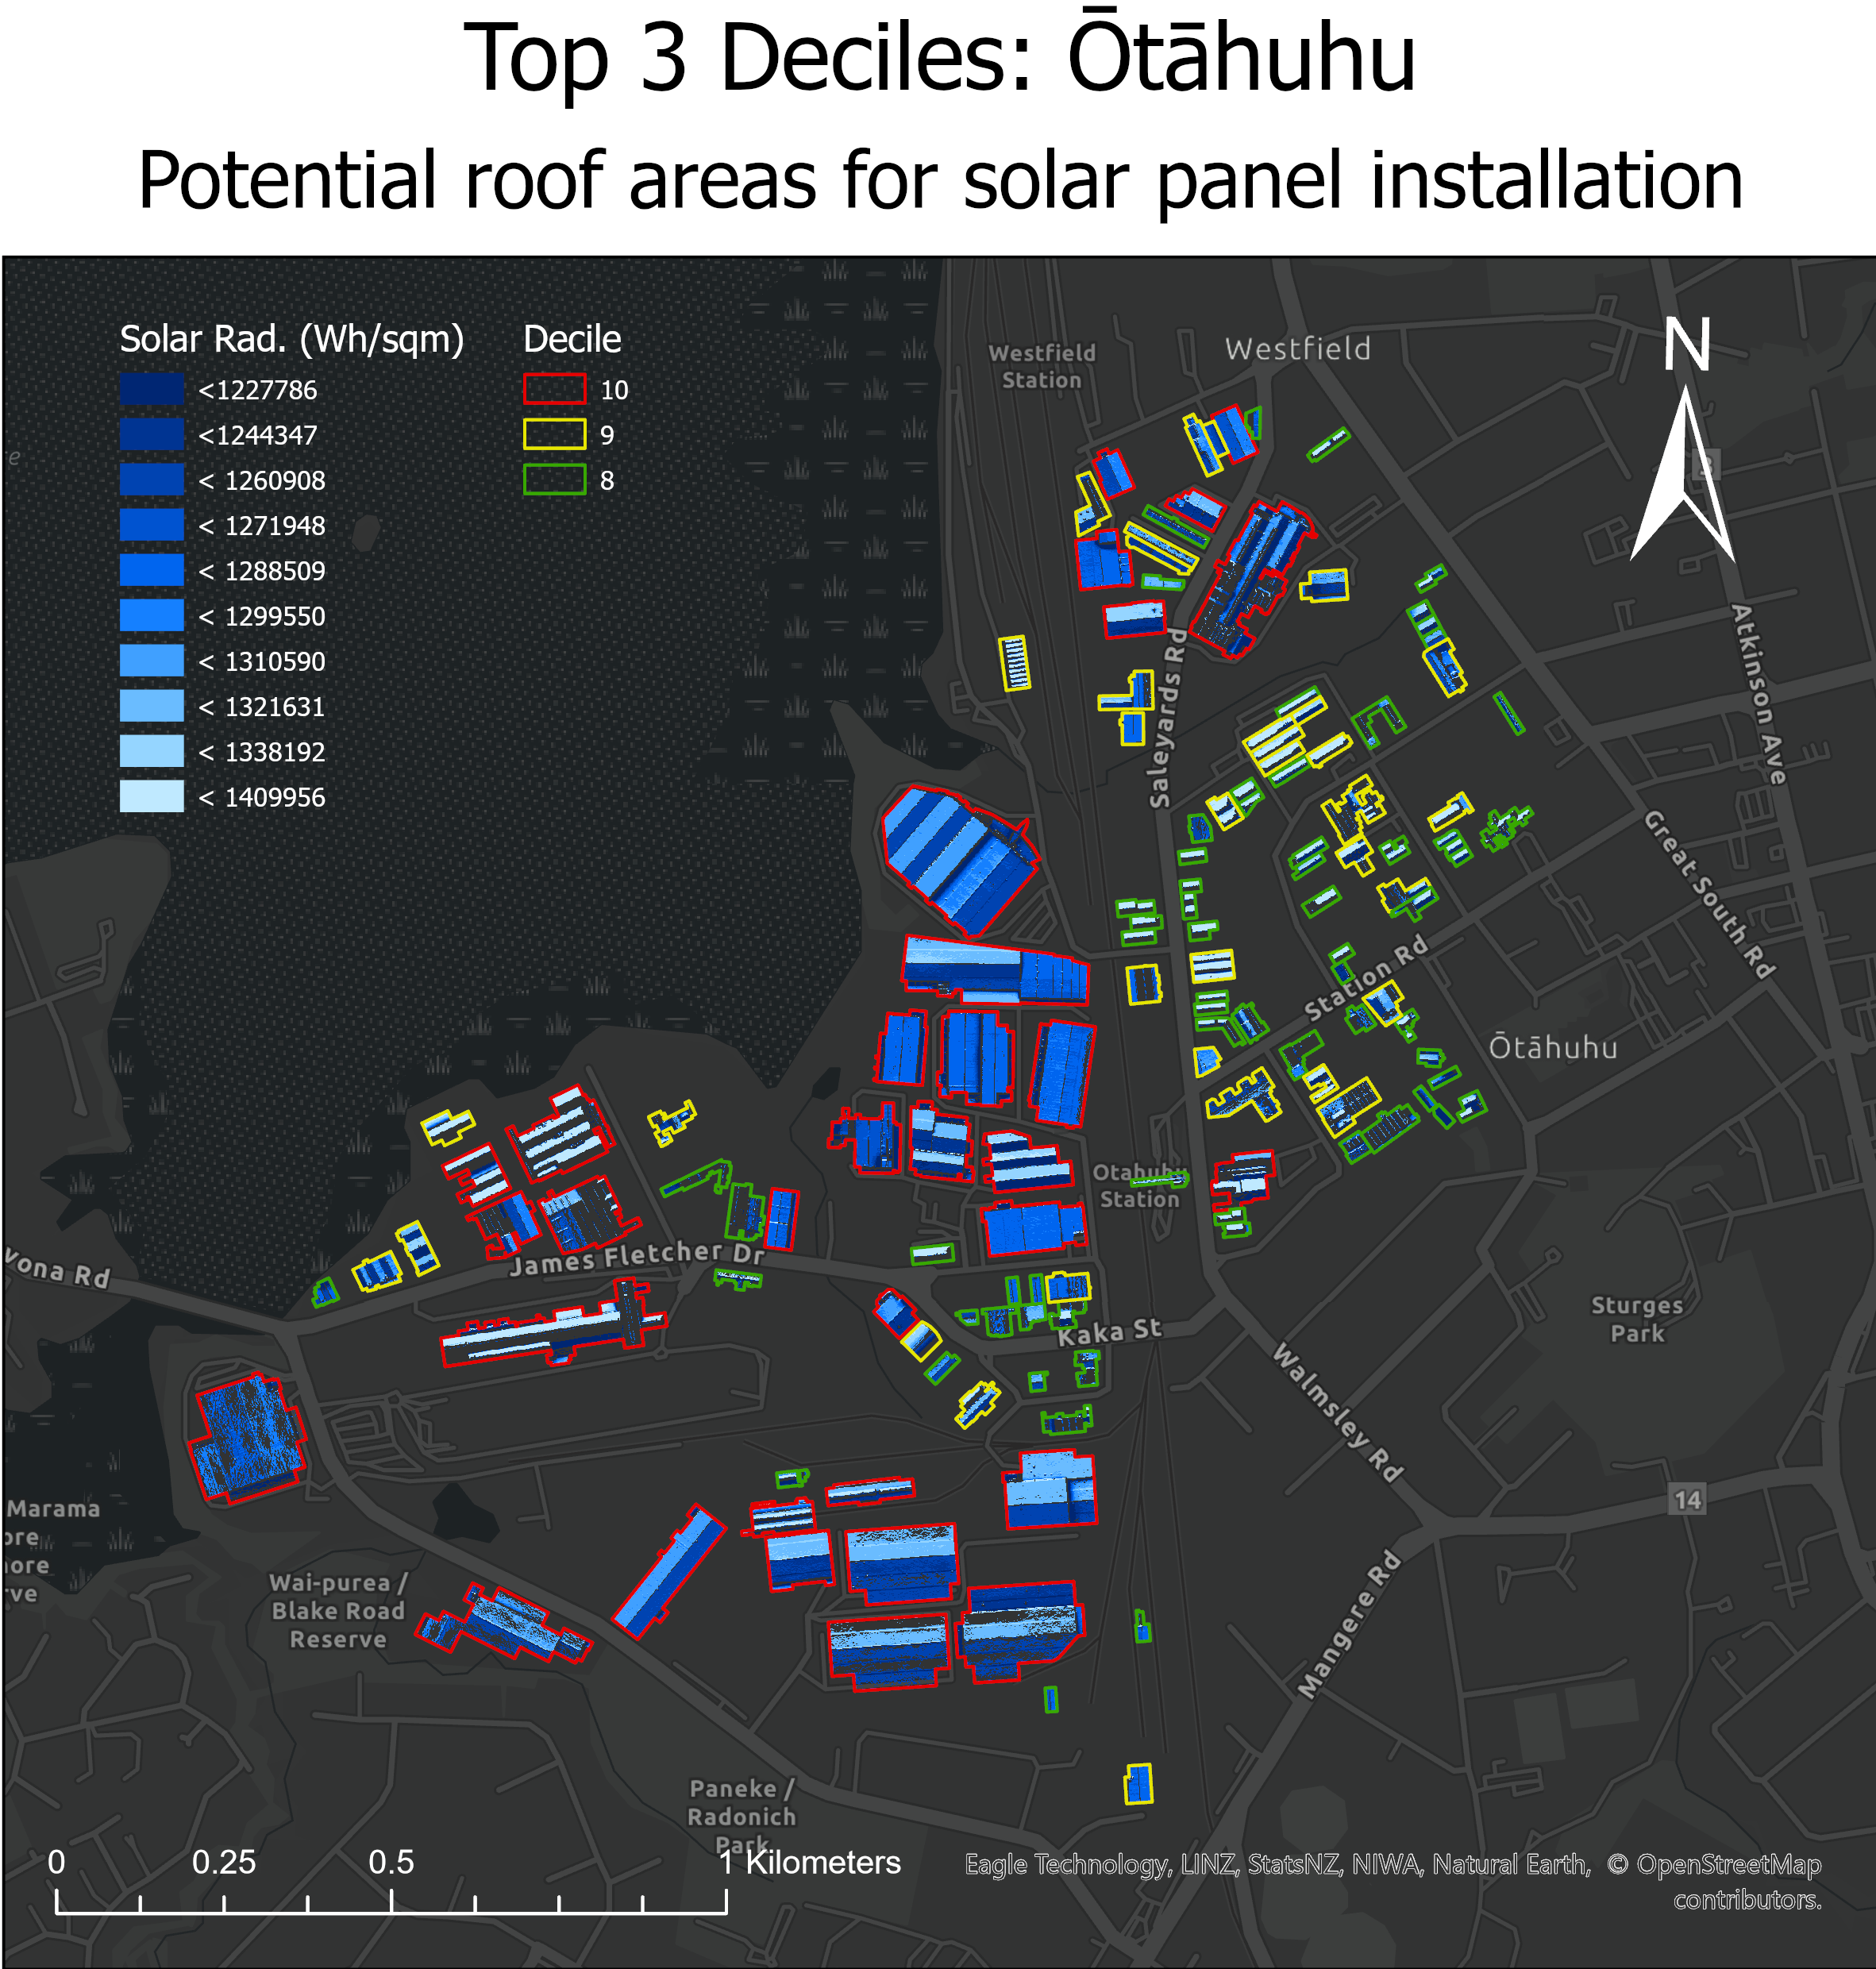 Top 3 Deciles: Ōtāhuhu
Potential roof areas for solar panel installation
Solar Rad. (Wh/sqm)
<1227786
<1244347
< 1260908
< 1271948
< 1288509
< 1299550
< 1310590
< 1321631
< 1338192
< 1409956
Decile
10
9
8
N
Westfield
Station
Westfield
Saleyards Rd
Atkinson Ave
Great South Rd
Station Rd
Ōtāhuhu
Otahuhu
Station
James Fletcher Dr
vona Rd
Kaka St
Sturges
Park
Walmsley Rd
14
Marama
ore
ore
ve
Wai-purea /
Blake Road
Reserve
Mangere Rd
Paneke /
Radonich
Park
0 0.25 0.5 1 Kilometers
Eagle Technology, LINZ, StatsNZ, NIWA, Natural Earth, © OpenStreetMap
contributors.